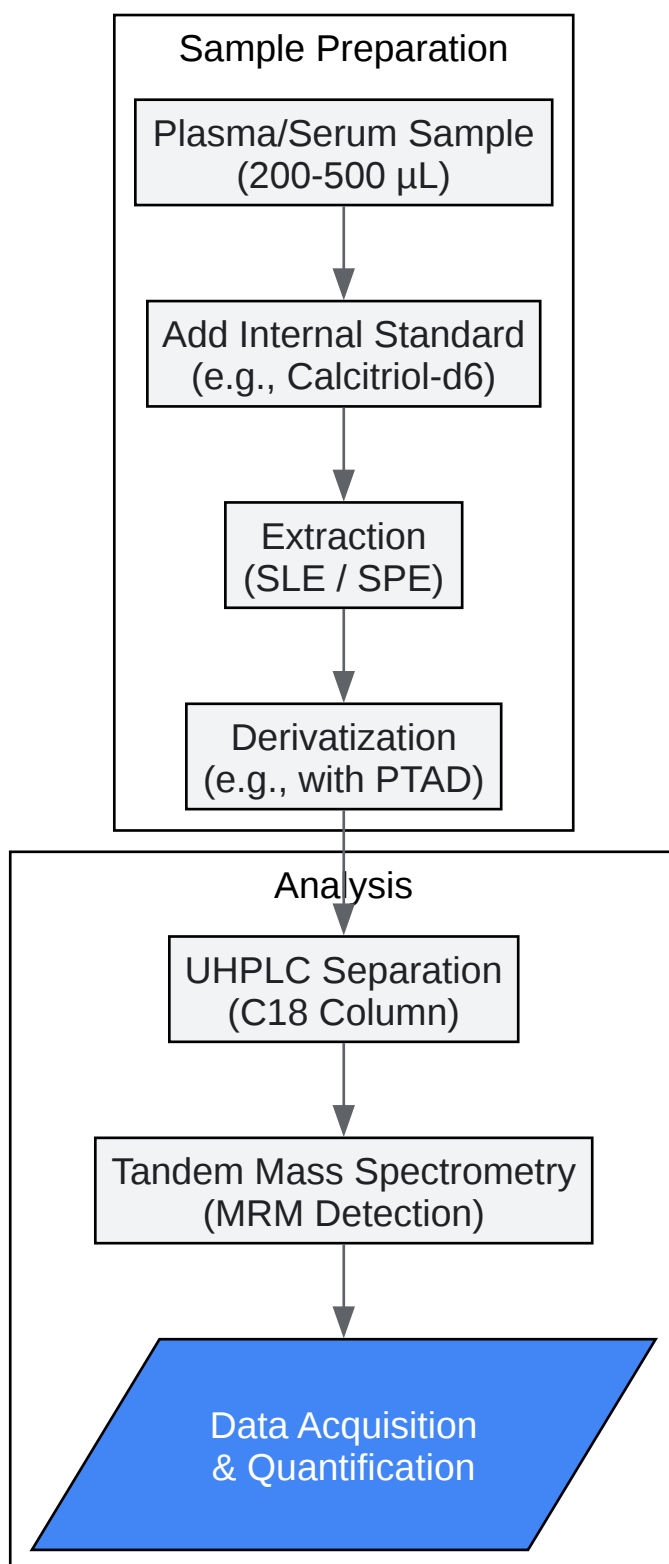 Sample Preparation
Plasma/Serum Sample
(200-500 µL)
Add Internal Standard
(e.g., Calcitriol-d6)
Extraction
(SLE / SPE)
Derivatization
(e.g., with PTAD)
Analysis
UHPLC Separation
(C18 Column)
Tandem Mass Spectrometry
(MRM Detection)
Data Acquisition
& Quantification